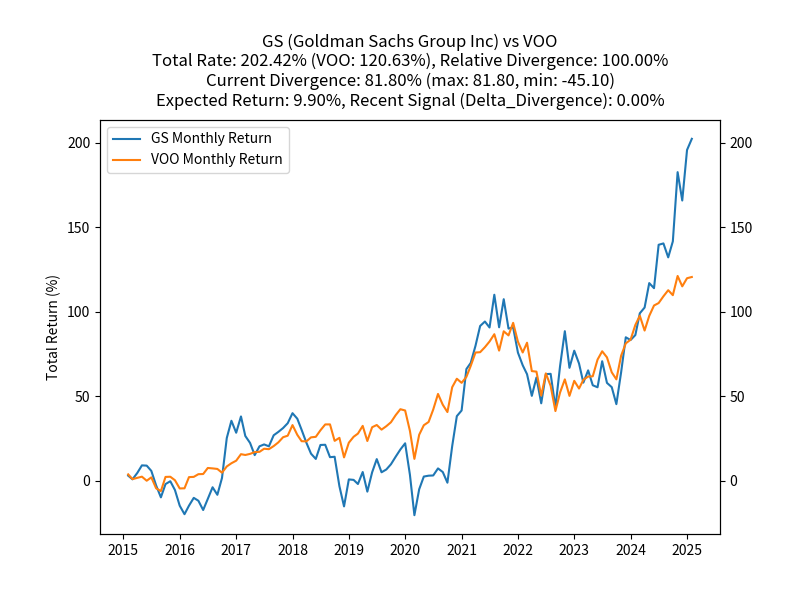 GS (Goldman Sachs Group Inc) vs VOO
Total Rate: 202.42% (VOO: 120.63%), Relative Divergence: 100.00%
Current Divergence: 81.80% (max: 81.80, min: -45.10)
Expected Return: 9.90%, Recent Signal (Delta_Divergence): 0.00%
GS Monthly Return
VOO Monthly Return
Total Return (%)
200
150
100
50
0
200
150
100
50
0
2015 2016 2017 2018 2019 2020 2021 2022 2023 2024 2025